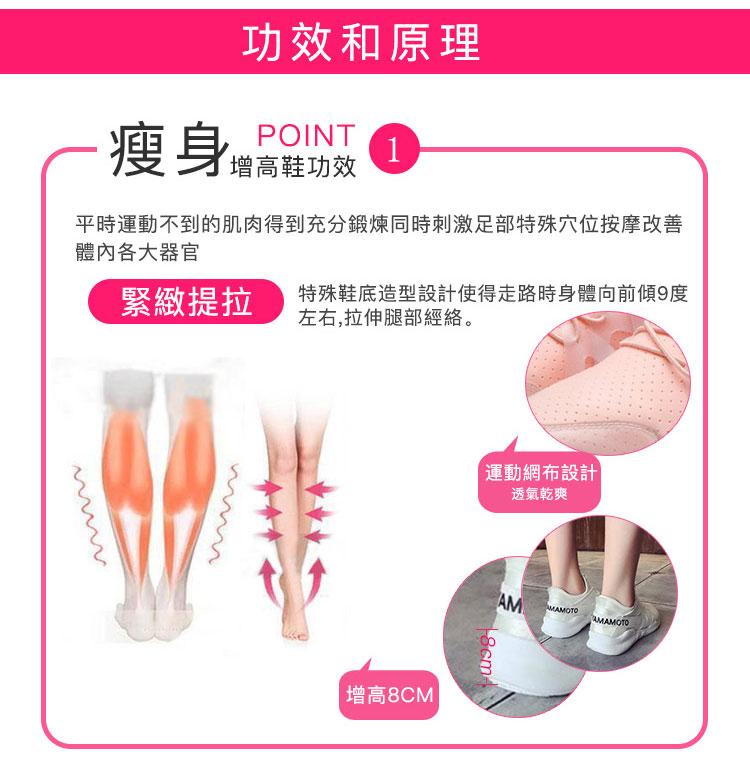 功效和原理
瘦身 POINT 1
增高鞋功效
平時運動不到的肌肉得到充分鍛煉同時刺激足部特殊穴位按摩改善
體內各大器官
緊緻提拉
特殊鞋底造型設計使得走路時身體向前傾9度
左右,拉伸腿部經絡。
運動網布設計
透氣乾爽
AM
AMAMOTO
AMAMOTO
8cm
增高8CM